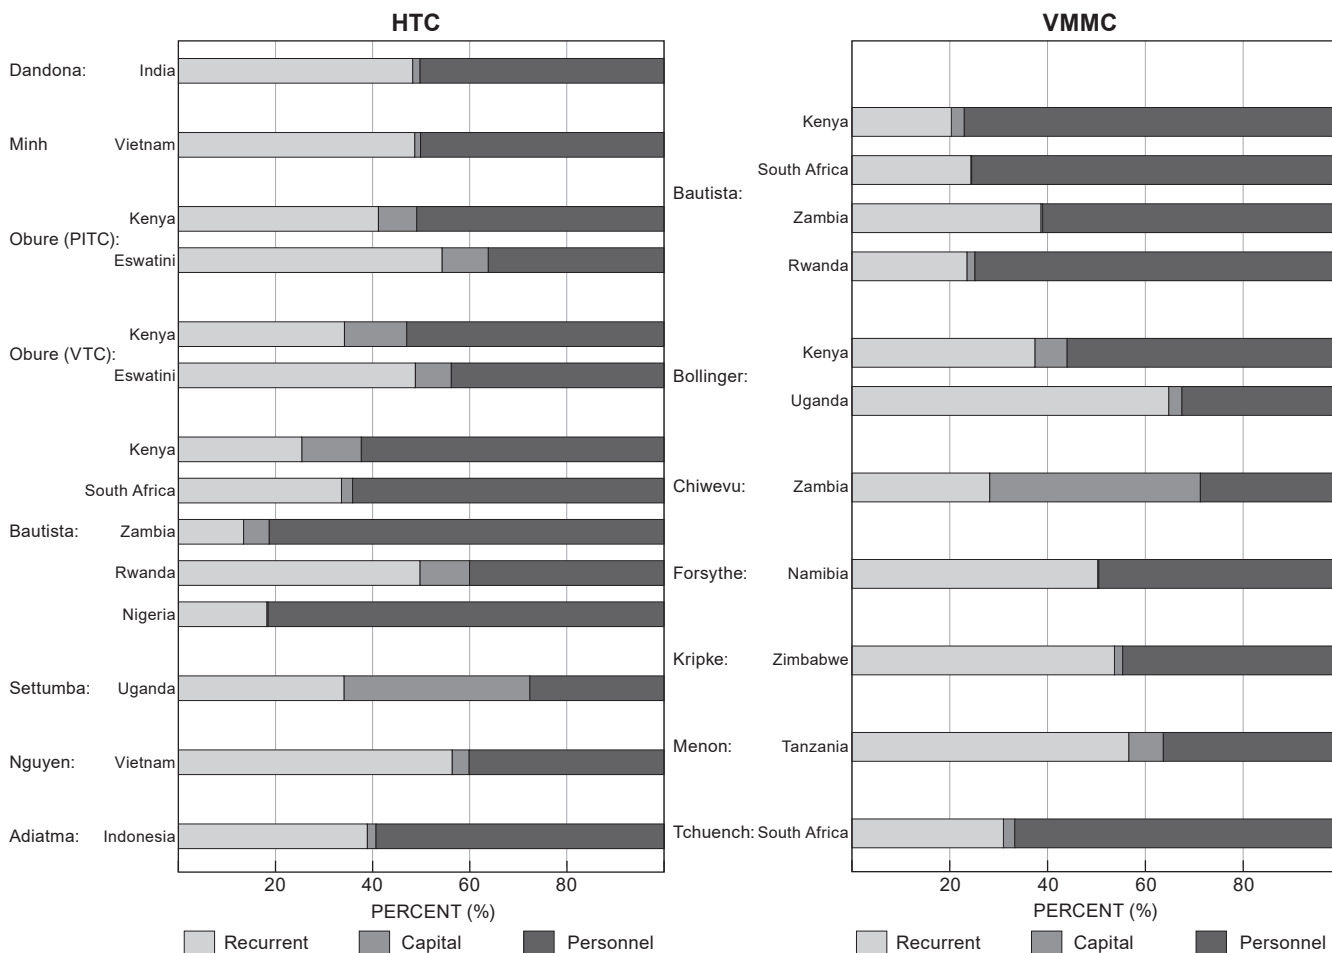 HTC
Dandona: India
Minh Vietnam
Kenya
Obure (PITC):
Eswatini
Kenya
Obure (VTC):
Eswatini
Kenya
South Africa
Bautista: Zambia
Rwanda
Nigeria
Settumba: Uganda
Nguyen: Vietnam
Adiatma: Indonesia
20 40 60 80
PERCENT (%)
Recurrent Capital Personnel
VMMC
Kenya
South Africa
Bautista:
Zambia
Rwanda
Kenya
Bollinger:
Uganda
Chiwevu: Zambia
Forsythe: Namibia
Kripke: Zimbabwe
Menon: Tanzania
Tchuench: South Africa
20 40 60 80
PERCENT (%)
Recurrent Capital Personnel